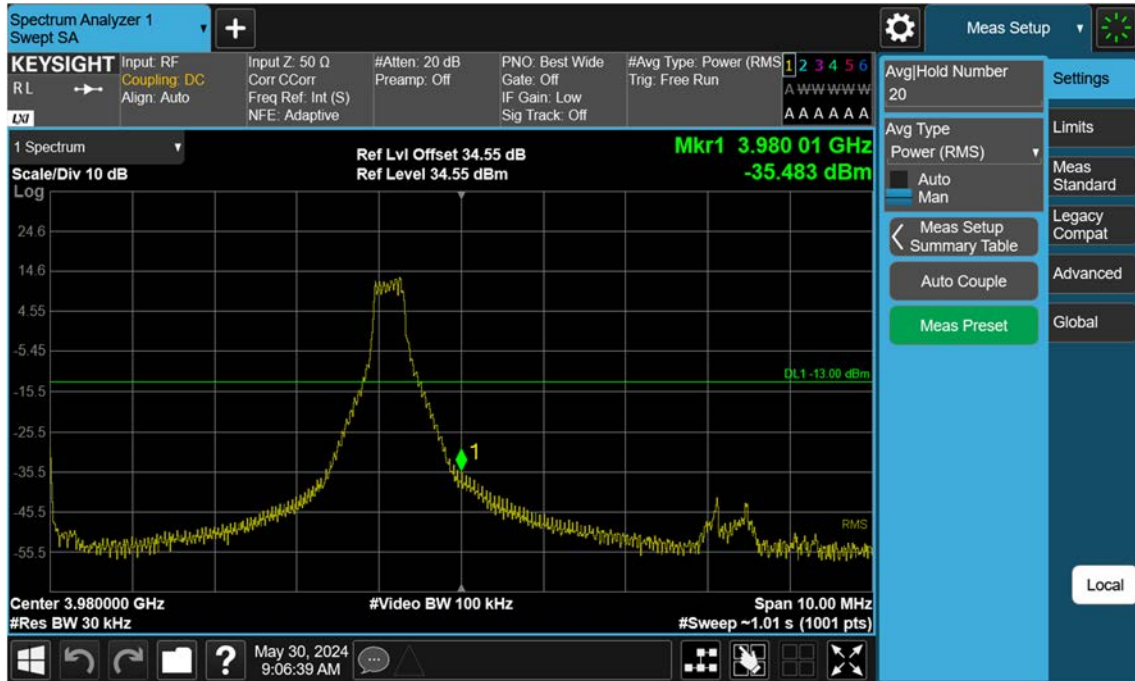 Spectrum Analyzer 1
Swept SA
Meas Setup
KEYSIGHT
R L
LXI
Input: RF
Coupling: DC
Align: Auto
Input Z: 50 Ω
Corr CCorr
Freq Ref: Int (S)
NFE: Adaptive
#Atten: 20 dB
Preamp: Off
PNO: Best Wide
Gate: Off
IF Gain: Low
Sig Track: Off
#Avg Type: Power (RMS
Trig: Free Run
1 2 3 4 5 6
A W W W W W
A A A A A A
1 Spectrum
Scale/Div 10 dB
Log
Ref Lvl Offset 34.55 dB
Ref Level 34.55 dBm
Mkr1 3.980 01 GHz
-35.483 dBm
24.6
14.6
4.55
-5.45
-15.5
-25.5
-35.5
-45.5
-55.5
DL1 -13.00 dBm
1
RMS
Center 3.980000 GHz
#Res BW 30 kHz
#Video BW 100 kHz
Span 10.00 MHz
#Sweep ~1.01 s (1001 pts)
Avg|Hold Number
20
Avg Type
Power (RMS)
Auto
Man
Meas Setup
Summary Table
Auto Couple
Meas Preset
Settings
Limits
Meas
Standard
Legacy
Compat
Advanced
Global
Local
?
May 30, 2024
9:06:39 AM